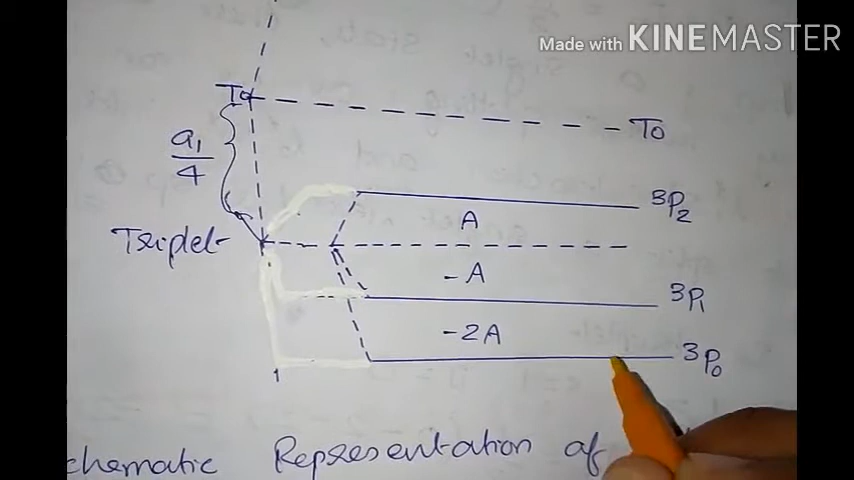 Made with KINEMASTER
T0
T0
a1/4
3P2
A
Triplet
-A
3P1
-2A
3P0
chematic Representation of